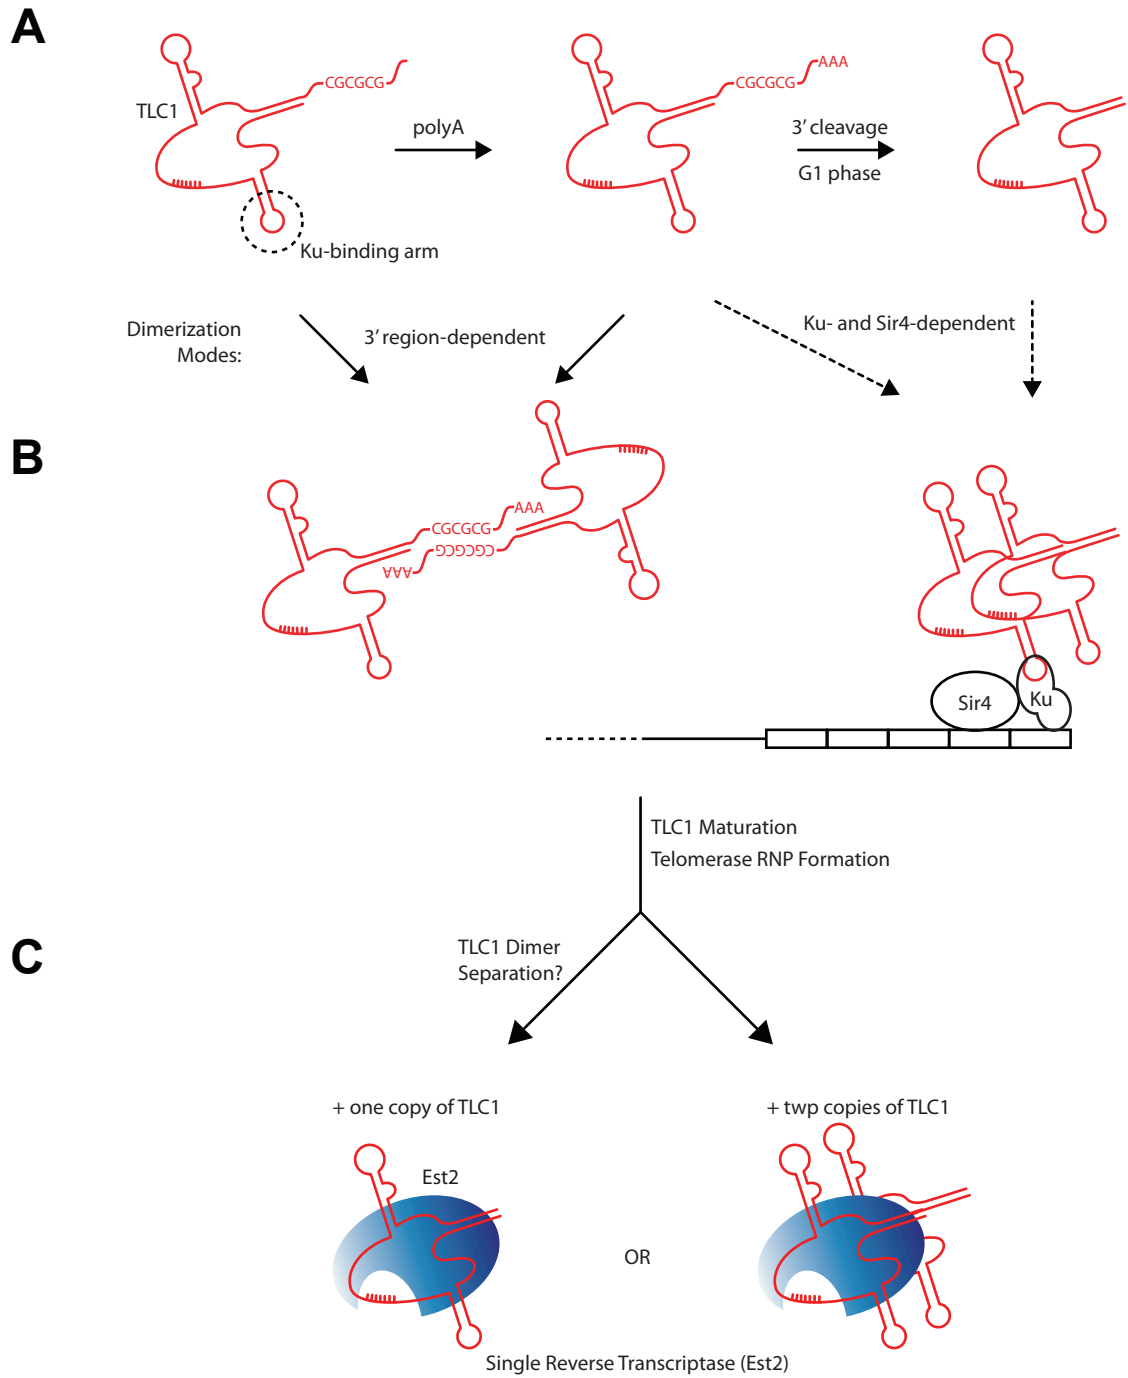 A
TLC1
CGCGCG
polyA
CGCGCG
AAA
3’ cleavage
G1 phase
Ku-binding arm
Dimerization
Modes:
3’ region-dependent
Ku- and Sir4-dependent
B
CGCGCG
AAA
CGCGCG
AAA
Sir4
Ku
TLC1 Maturation
Telomerase RNP Formation
C
TLC1 Dimer
Separation?
+ one copy of TLC1
+ twp copies of TLC1
Est2
OR
Single Reverse Transcriptase (Est2)